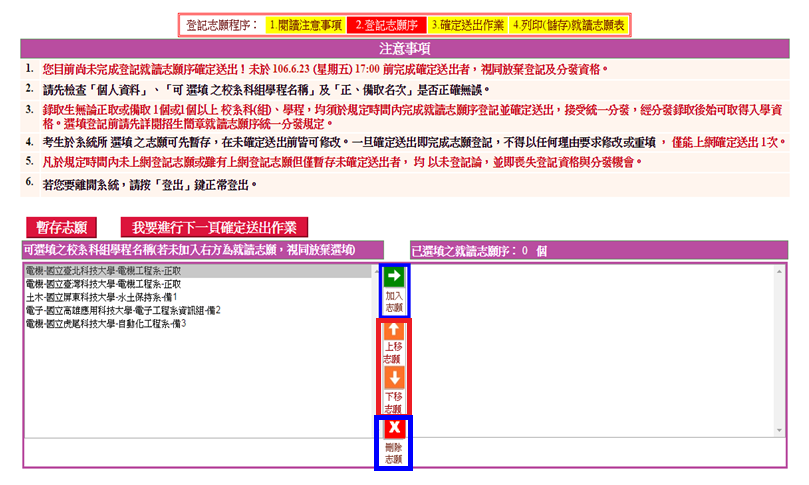 登記志願程序： 1.閱讀注意事項 2.登記志願序 3.確定送出作業 4.列印(儲存)就讀志願表
注意事項
1. 您目前尚未完成登記就讀志願序確定送出！未於 106.6.23 (星期五) 17:00 前完成確定送出者，視同放棄登記及分發資格。
2. 請先檢查「個人資料」、「可 選填 之校系科組學程名稱」及「正、備取名次」是否正確無誤。
3. 錄取生無論正取或備取 1個或1個以上 校系科(組)、學程，均須於規定時間內完成就讀志願序登記並確定送出，接受統一分發，經分發錄取後始可取得入學資
格。選填登記前請先詳閱招生簡章就讀志願序統一分發規定。
4. 考生於系統所 選填 之 志願可先暫存，在未確定送出前皆可修改。一旦確定送出即完成志願登記，不得以任何理由要求修改或重填 ， 僅能上網確定送出 1次。
5. 凡於規定時間內未上網登記志願或雖有上網登記志願但僅暫存未確定送出者， 均 以未登記論，並即喪失登記資格與分發機會。
6. 若您要離開系統，請按「登出」鍵正常登出。
暫存志願 我要進行下一頁確定送出作業
可選填之校系科組學程名稱(若未加入右方為就讀志願，視同放棄選填) 已選填之就讀志願序： 0 個
電機-國立臺北科技大學-電機工程系-正取
電機-國立臺灣科技大學-電機工程系-正取
土木-國立屏東科技大學-水土保持系-備1
電子-國立高雄應用科技大學-電子工程系資訊組-備2
電機-國立虎尾科技大學-自動化工程系-備3
加入
志願
上移
志願
下移
志願
X
刪除
志願